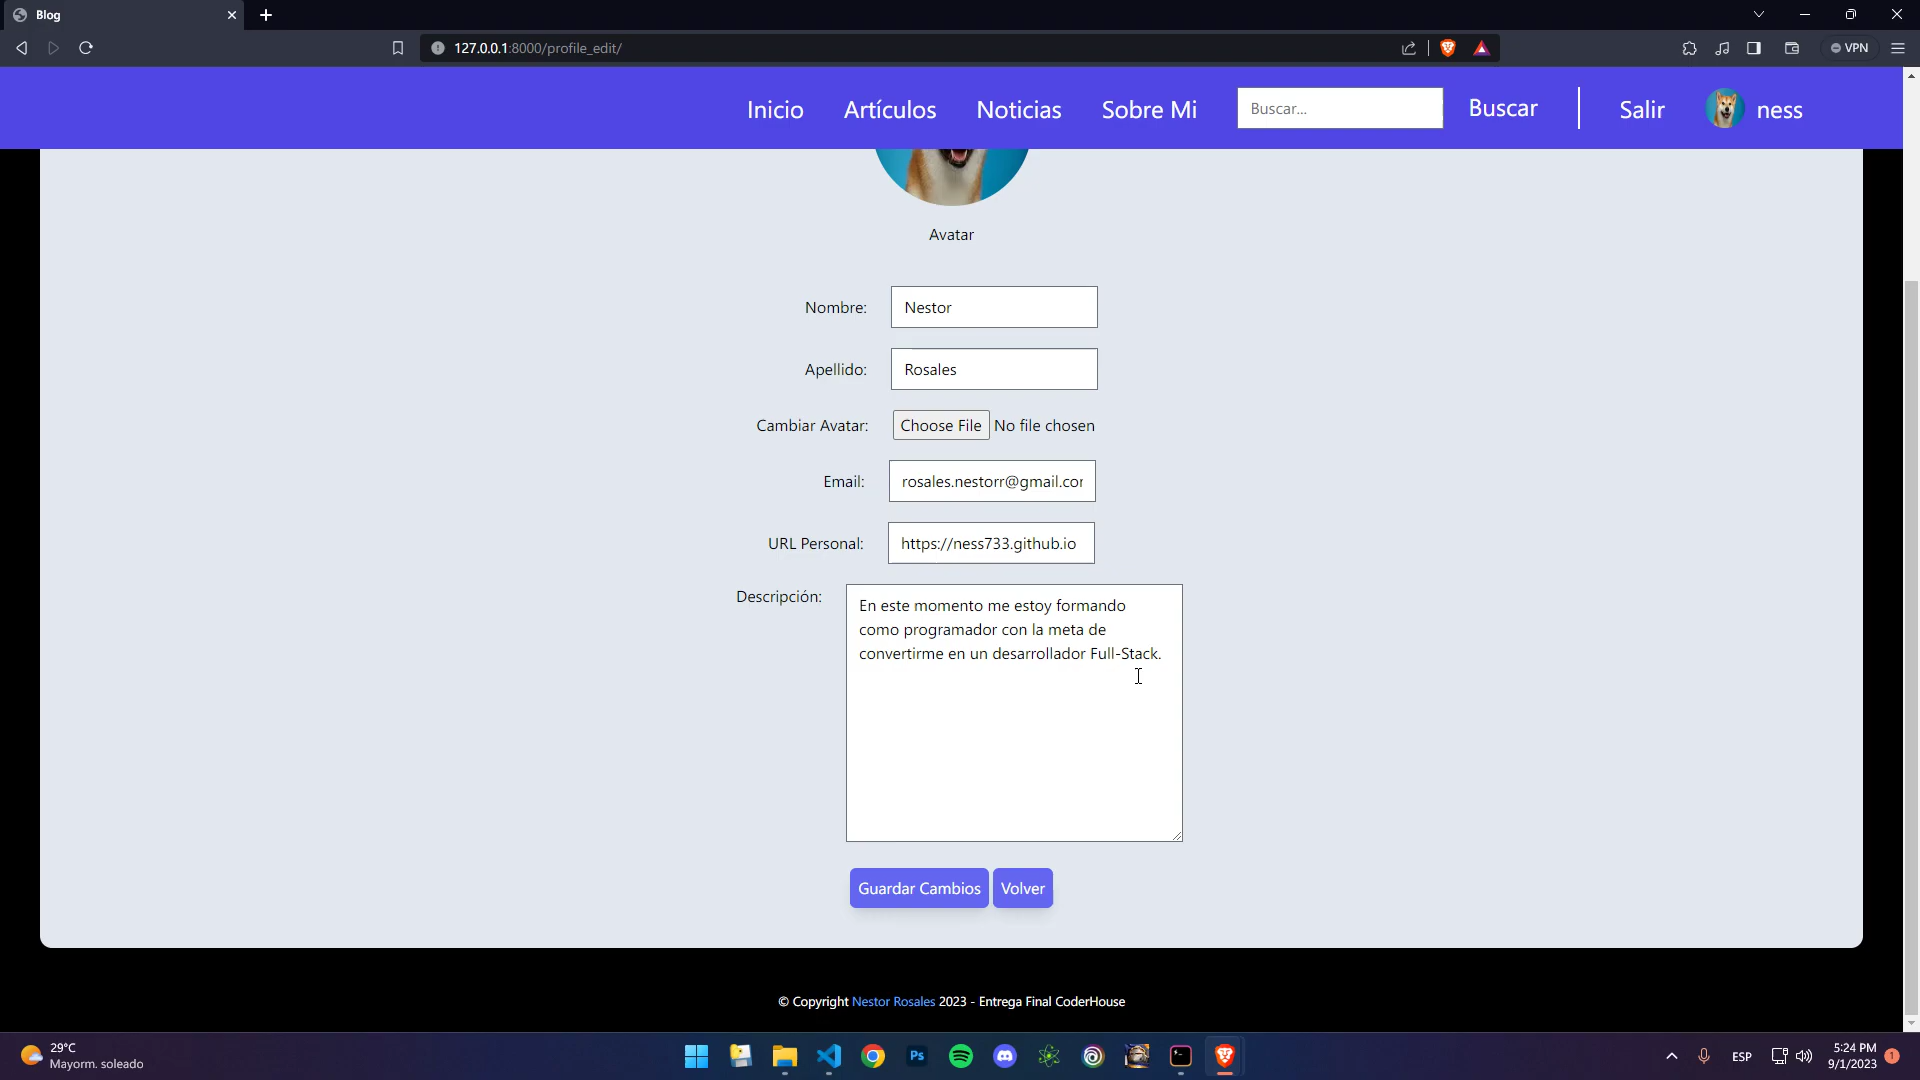 Blog
127.0.0.1:8000/profile_edit/
VPN
Inicio
Artículos
Noticias
Sobre Mi
Buscar...
Buscar
Salir
ness
Avatar
Nombre:
Nestor
Apellido:
Rosales
Cambiar Avatar:
Choose File No file chosen
Email:
rosales.nestorr@gmail.cor
URL Personal:
https://ness733.github.io
Descripción:
En este momento me estoy formando
como programador con la meta de
convertirme en un desarrollador Full-Stack.
Guardar Cambios
Volver
© Copyright Nestor Rosales 2023 - Entrega Final CoderHouse
29°C
Mayorm. soleado
Ps
ESP
5:24 PM
9/1/2023
1